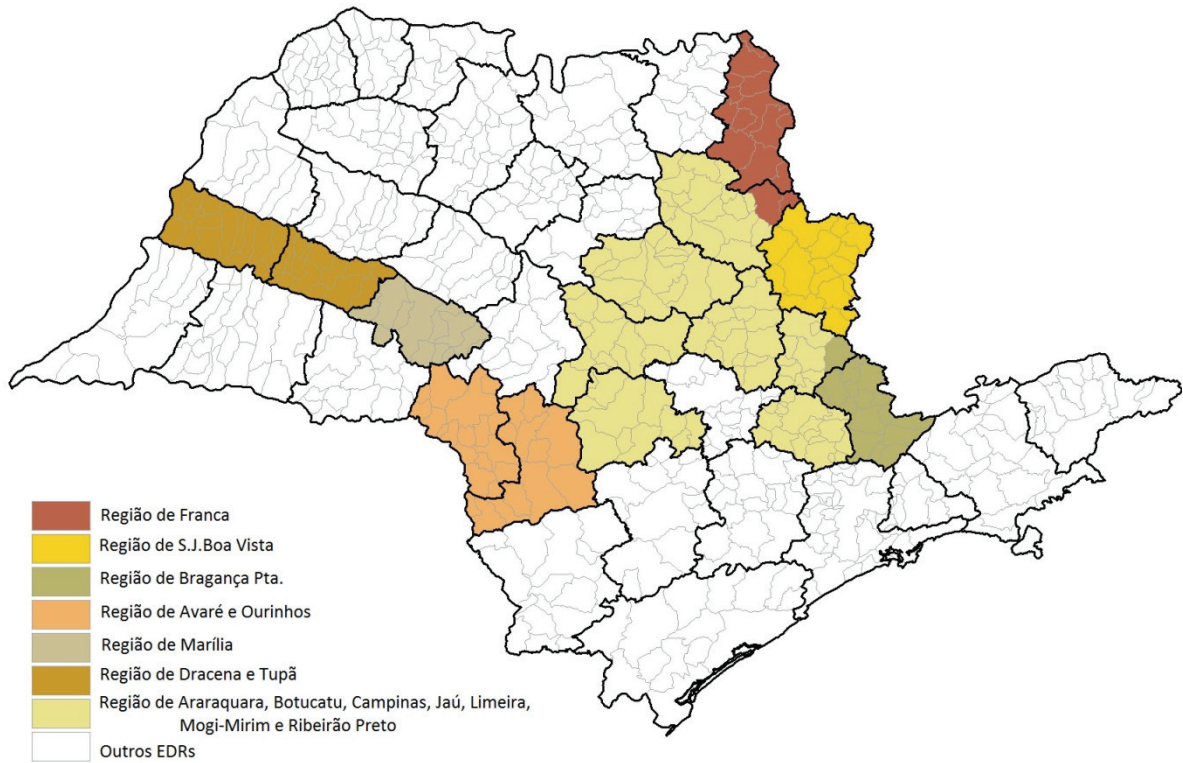 Região de Franca
Região de S.J.Boa Vista
Região de Bragança Pta.
Região de Avaré e Ourinhos
Região de Marília
Região de Dracena e Tupã
Região de Araraquara, Botucatu, Campinas, Jaú, Limeira,
Mogi-Mirim e Ribeirão Preto
Outros EDRs